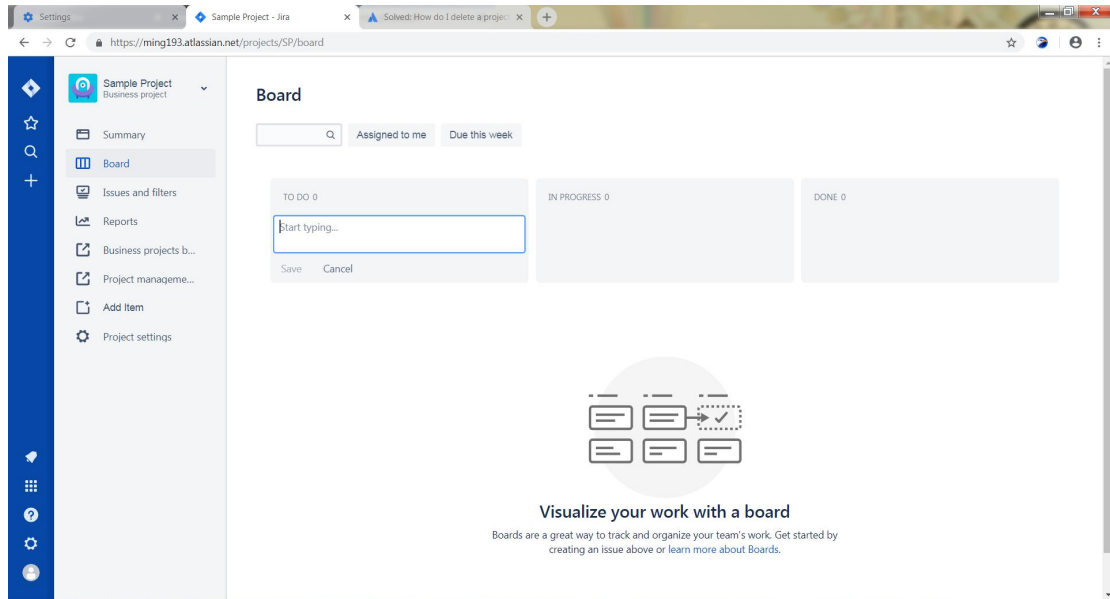 Settings
Sample Project - Jira
Solved: How do I delete a project
https://ming193.atlassian.net/projects/SP/board
Sample Project
Business project
Summary
Board
Issues and filters
Reports
Business projects b...
Project manageme...
Add Item
Project settings
Board
Assigned to me
Due this week
TO DO 0
IN PROGRESS 0
DONE 0
Start typing...
Save
Cancel
Visualize your work with a board
Boards are a great way to track and organize your team's work. Get started by
creating an issue above or learn more about Boards.